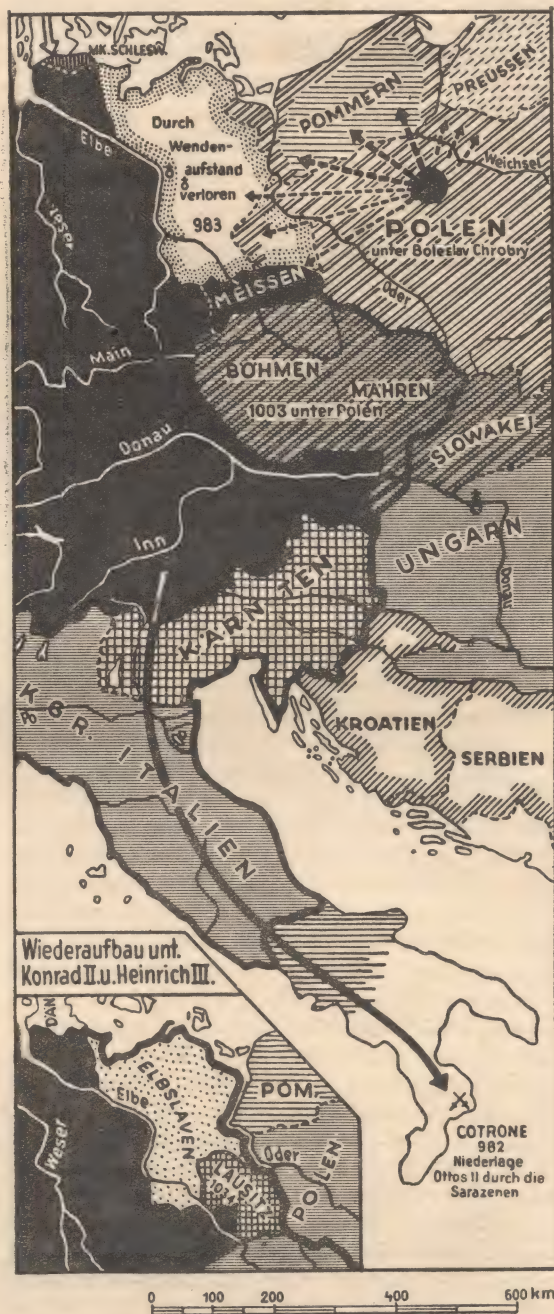 MK. SCHLESW.
PREUSSEN
POMMERN
Elbe
Durch
Wenden-
aufstand
verloren
983
Weichsel
Weser
POLEN
unter Boleslav Chrobry
MEISSEN
Oder
Main
BÖHMEN
MÄHREN
1003 unter Polen
SLOWAKEI
Donau
Inn
UNGARN
Donau
KÄRNTEN
Po
KGR. ITALIEN
KROATIEN
SERBIEN
Wiederaufbau unt.
Konrad II. u. Heinrich III.
DÄN.
ELBSLAVEN
POM.
Elbe
Oder
Weser
LAUSITZ
1034
POLEN
COTRONE
982
Niederlage
Ottos II durch die
Sarazenen
0 100 200 400 600 km